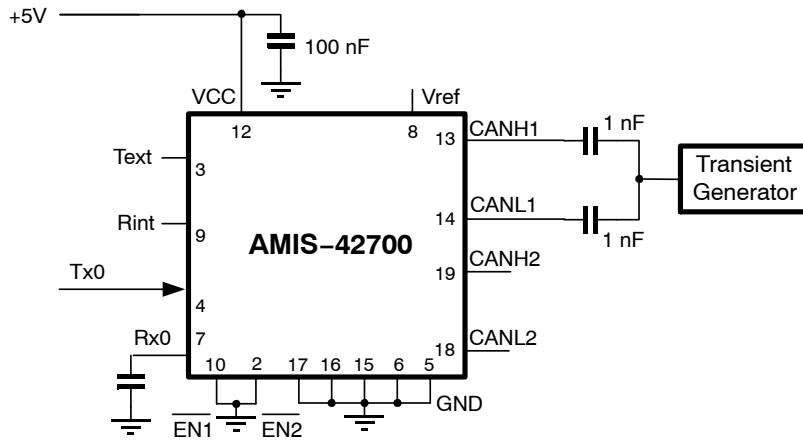 +5V
100 nF
VCC
Vref
12
8
13
CANH1
1 nF
Text
3
Transient
Generator
14
CANL1
Rint
9
AMIS−42700
1 nF
19
CANH2
Tx0
4
Rx0
7
18
CANL2
10
2
17
16
15
6
5
EN1
EN2
GND